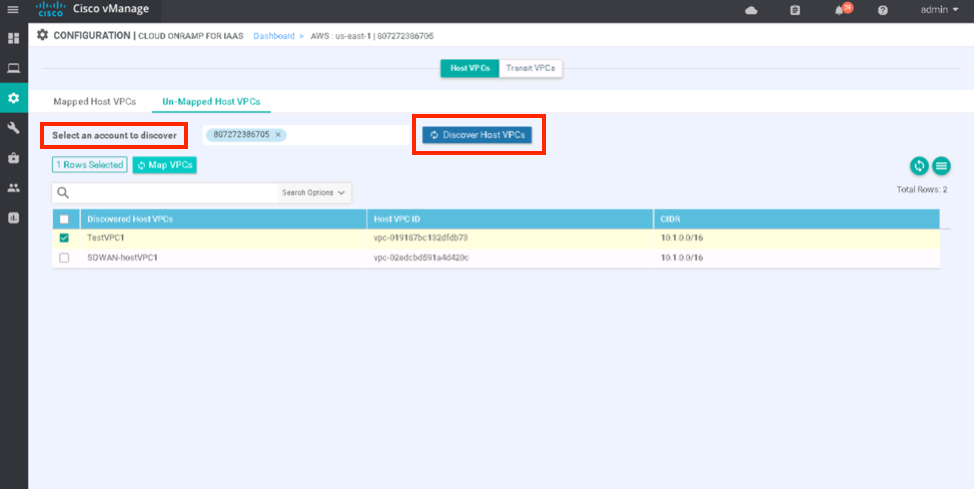 CISCO Cisco vManage 29 admin
CONFIGURATION | CLOUD ONRAMP FOR IAAS Dashboard > AWS : us-east-1 | 807272386705
Host VPCs Transit VPCs
Mapped Host VPCs Un-Mapped Host VPCs
Select an account to discover 807272386705 × Discover Host VPCs
1 Rows Selected Map VPCs
Search Options Total Rows: 2
Discovered Host VPCs Host VPC ID CIDR
TestVPC1 vpc-019187bc132dfdb73 10.1.0.0/16
SDWAN-hostVPC1 vpc-02edcbd591a4d420c 10.1.0.0/16